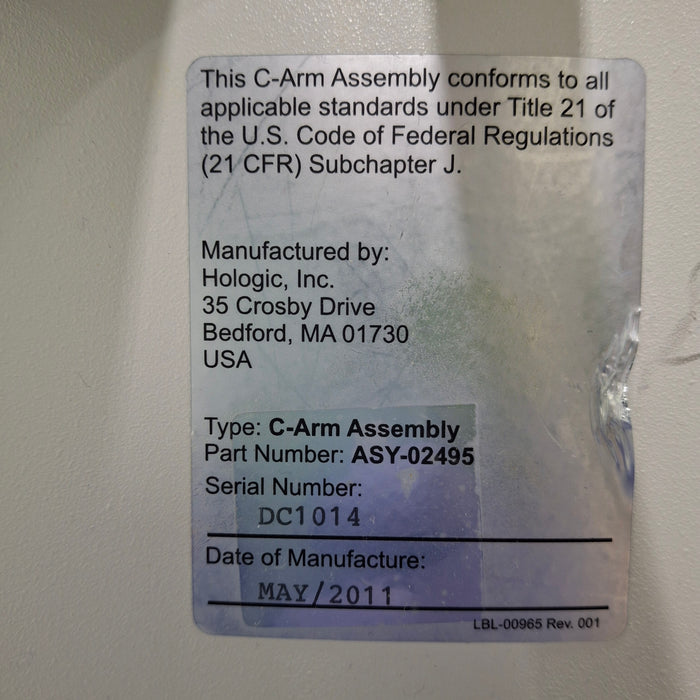 This C-Arm Assembly conforms to all
applicable standards under Title 21 of
the U.S. Code of Federal Regulations
(21 CFR) Subchapter J.
Manufactured by:
Hologic, Inc.
35 Crosby Drive
Bedford, MA 01730
USA
Type: C-Arm Assembly
Part Number: ASY-02495
Serial Number:
DC1014
Date of Manufacture:
MAY/2011
LBL-00965 Rev. 001